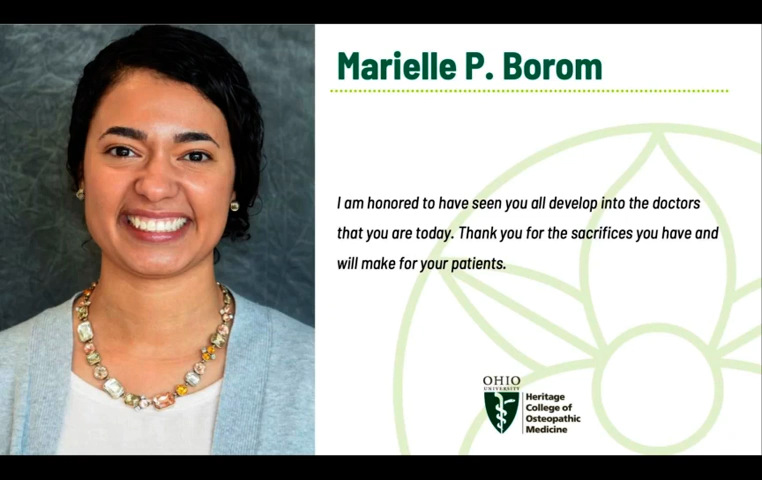 Marielle P. Borom
I am honored to have seen you all develop into the doctors
that you are today. Thank you for the sacrifices you have and
will make for your patients.
OHIO
UNIVERSITY
Heritage
College of
Osteopathic
Medicine